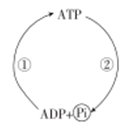 ATP
① ②
ADP+Pi